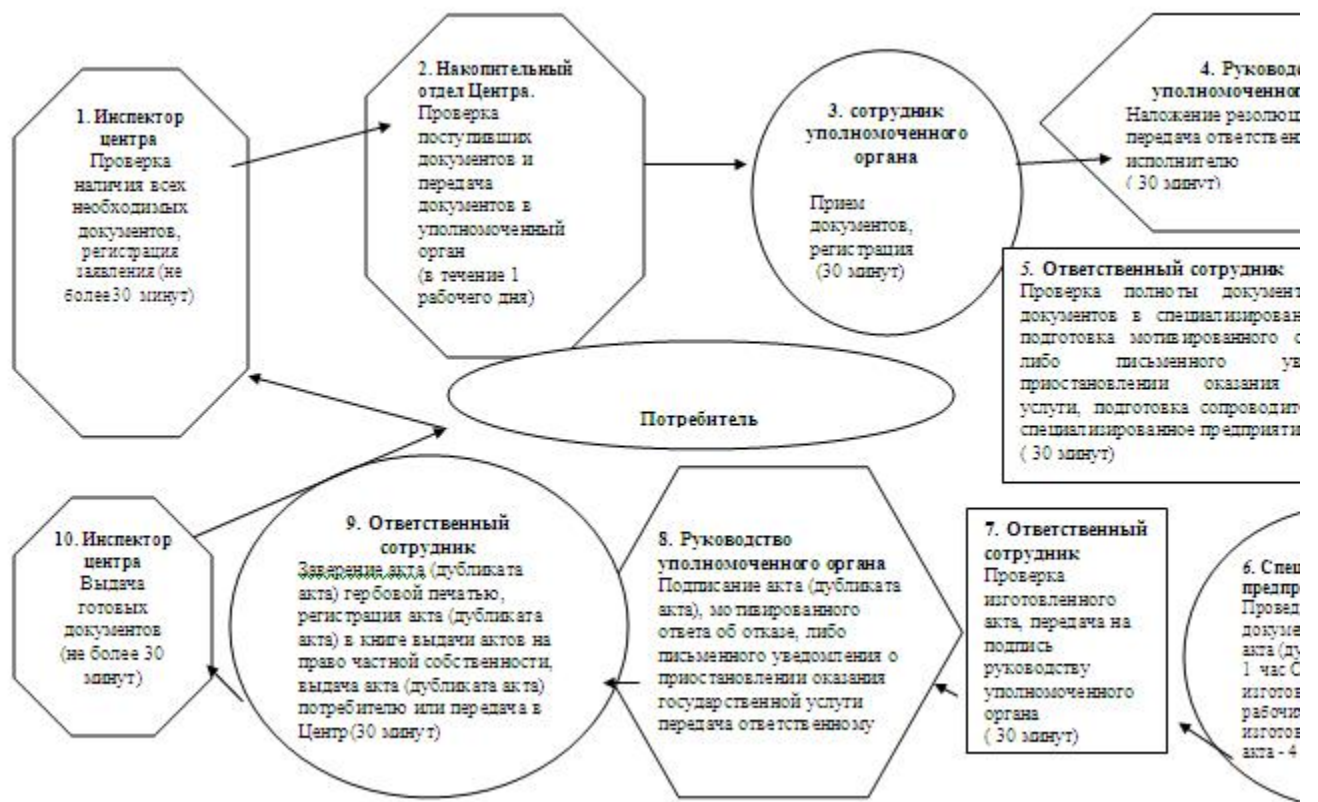 1. Инспектор
центра
Проверка
наличия всех
необходимых
документов,
регистрация
заявления (не
более30 минут)
2. Накопительный
отдел Центра.
Проверка
поступивших
документов и
передача
документов в
уполномоченный
орган
(в течение 1
рабочего дня)
3. сотрудник
уполномоченного
органа
Прием
документов,
регистрация
(30 минут)
4. Руковод
уполномоченног
Наложение резолюц
передача ответствен
исполнителю
( 30 минут)
5. Ответственный сотрудник
Проверка полноты документ
документов в специализирован
подготовка мотивированного о
либо письменного ув
приостановлении оказания
услуги, подготовка сопроводит
специализированное предприяти
( 30 минут)
Потребитель
6. Спец
предпр
Провед
докуме
акта (ду
1 час О
изготов
рабочи
изготов
акта - 4
7. Ответственный
сотрудник
Проверка
изготовленного
акта, передача на
подпись
руководству
уполномоченного
органа
( 30 минут)
8. Руководство
уполномоченного органа
Подписание акта (дубликата
акта), мотивированного
ответа об отказе, либо
письменного уведомления о
приостановлении оказания
государственной услуги
передача ответственному
9. Ответственный
сотрудник
Заверение акта (дубликата
акта) гербовой печатью,
регистрация акта (дубликата
акта) в книге выдачи актов на
право частной собственности,
выдача акта (дубликата акта)
потребителю или передача в
Центр(30 минут)
10. Инспектор
центра
Выдача
готовых
документов
(не более 30
минут)